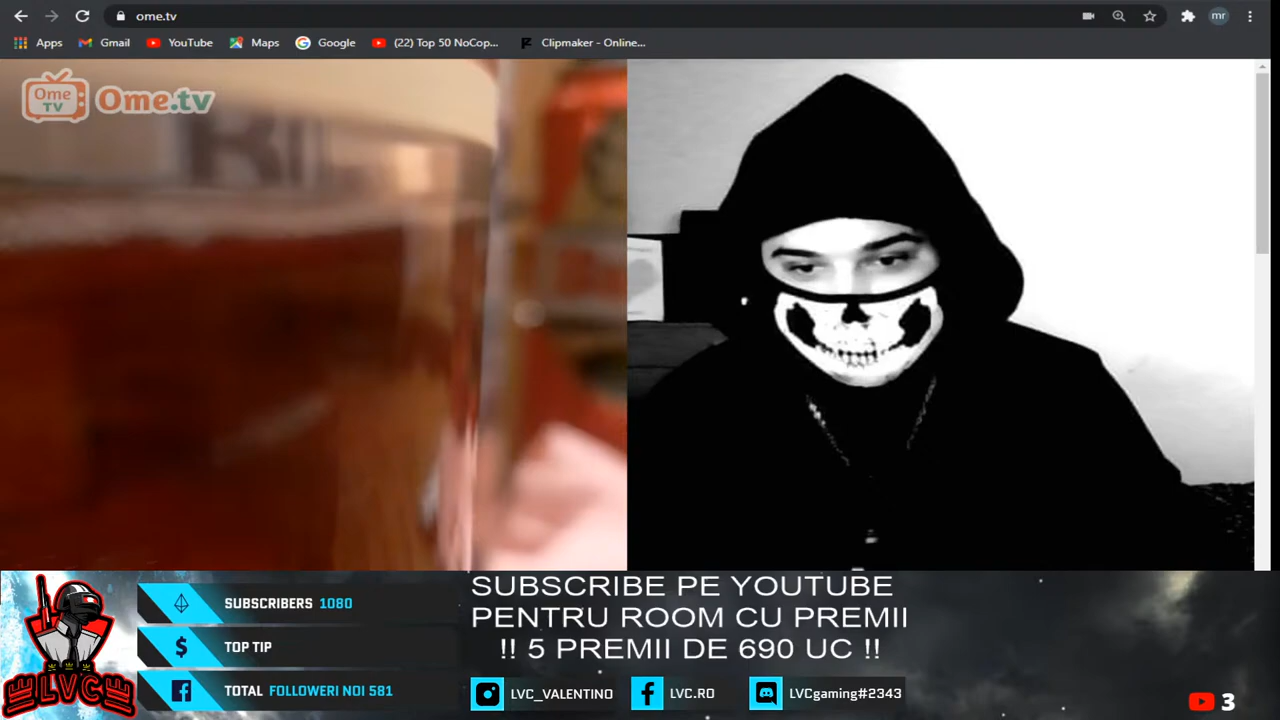 ome.tv
mr
Apps
Gmail
YouTube
Maps
Google
(22) Top 50 NoCop...
Clipmaker - Online...
Ome TV
Ome.tv
SUBSCRIBERS 1080
TOP TIP
TOTAL FOLLOWERI NOI 581
LVC
SUBSCRIBE PE YOUTUBE
PENTRU ROOM CU PREMII
!! 5 PREMII DE 690 UC !!
LVC_VALENTINO
LVC.RO
LVCgaming#2343
3